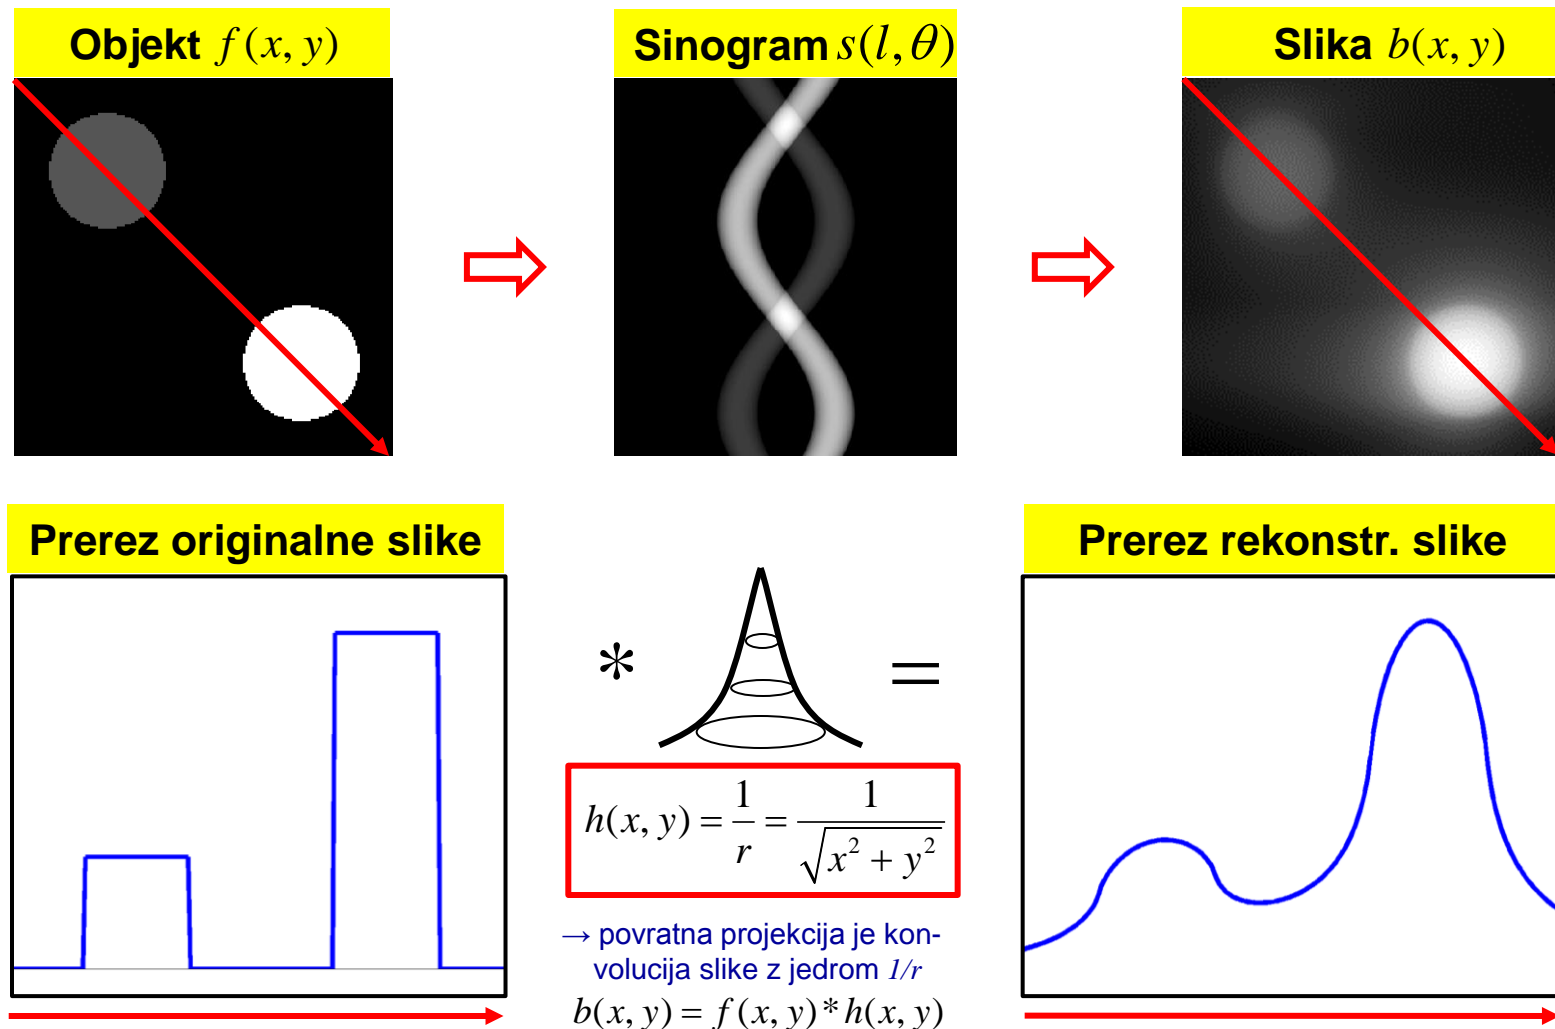 Objekt f(x, y)
Sinogram s(l, θ)
Slika b(x, y)
Prerez originalne slike
Prerez rekonstr. slike
* =
h(x, y) = 1/r = 1/√(x² + y²)
→ povratna projekcija je kon-
volucija slike z jedrom 1/r
b(x, y) = f(x, y) * h(x, y)